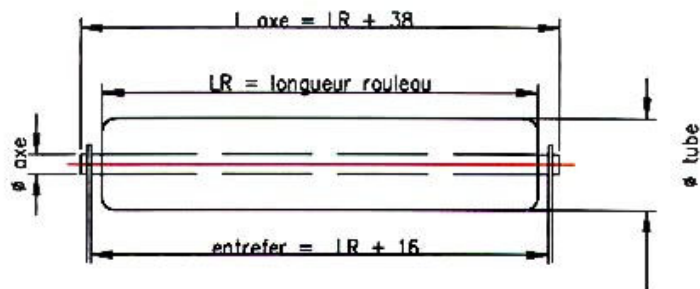 L axe = LR + 38
LR = longueur rouleau
ø axe
ø tube
entrefer = LR + 16